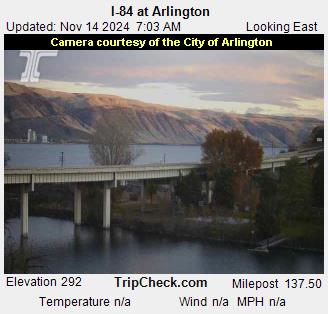 I-84 at Arlington
Updated: Nov 14 2024 7:03 AM Looking East
Camera courtesy of the City of Arlington
Elevation 292 TripCheck.com Milepost 137.50
Temperature n/a Wind n/a MPH n/a